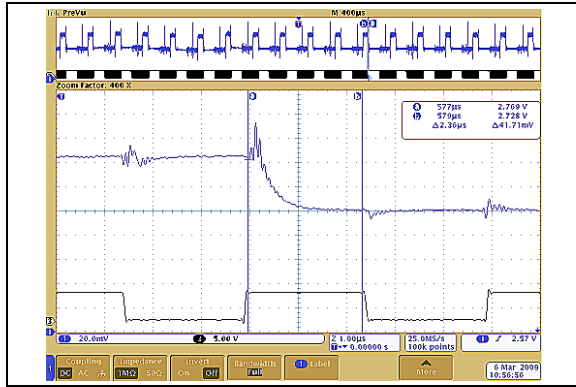 Tek PreVu M 400µs
Zoom Factor: 400 X
a 577µs 2.769 V
b 579µs 2.728 V
Δ2.36µs Δ41.71mV
1 20.0mV 5.00 V Z 1.00µs 25.0MS/s 1 2.57 V
0.00000 s 100k points
Coupling Impedance Invert Bandwidth 1 Label
DC AC 1MΩ 50Ω On Off Full More
6 Mar 2009
10:56:56